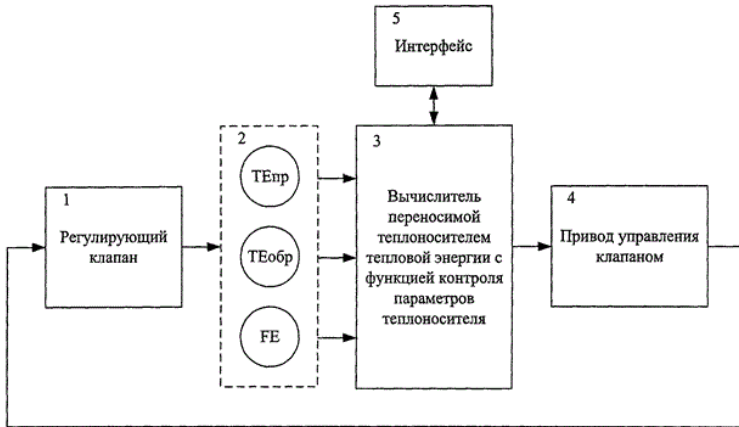 5
Интерфейс
2
ТЕпр
ТЕобр
FE
3
Вычислитель
переносимой
теплоносителем
тепловой энергии с
функцией контроля
параметров
теплоносителя
1
Регулирующий
клапан
4
Привод управления
клапаном